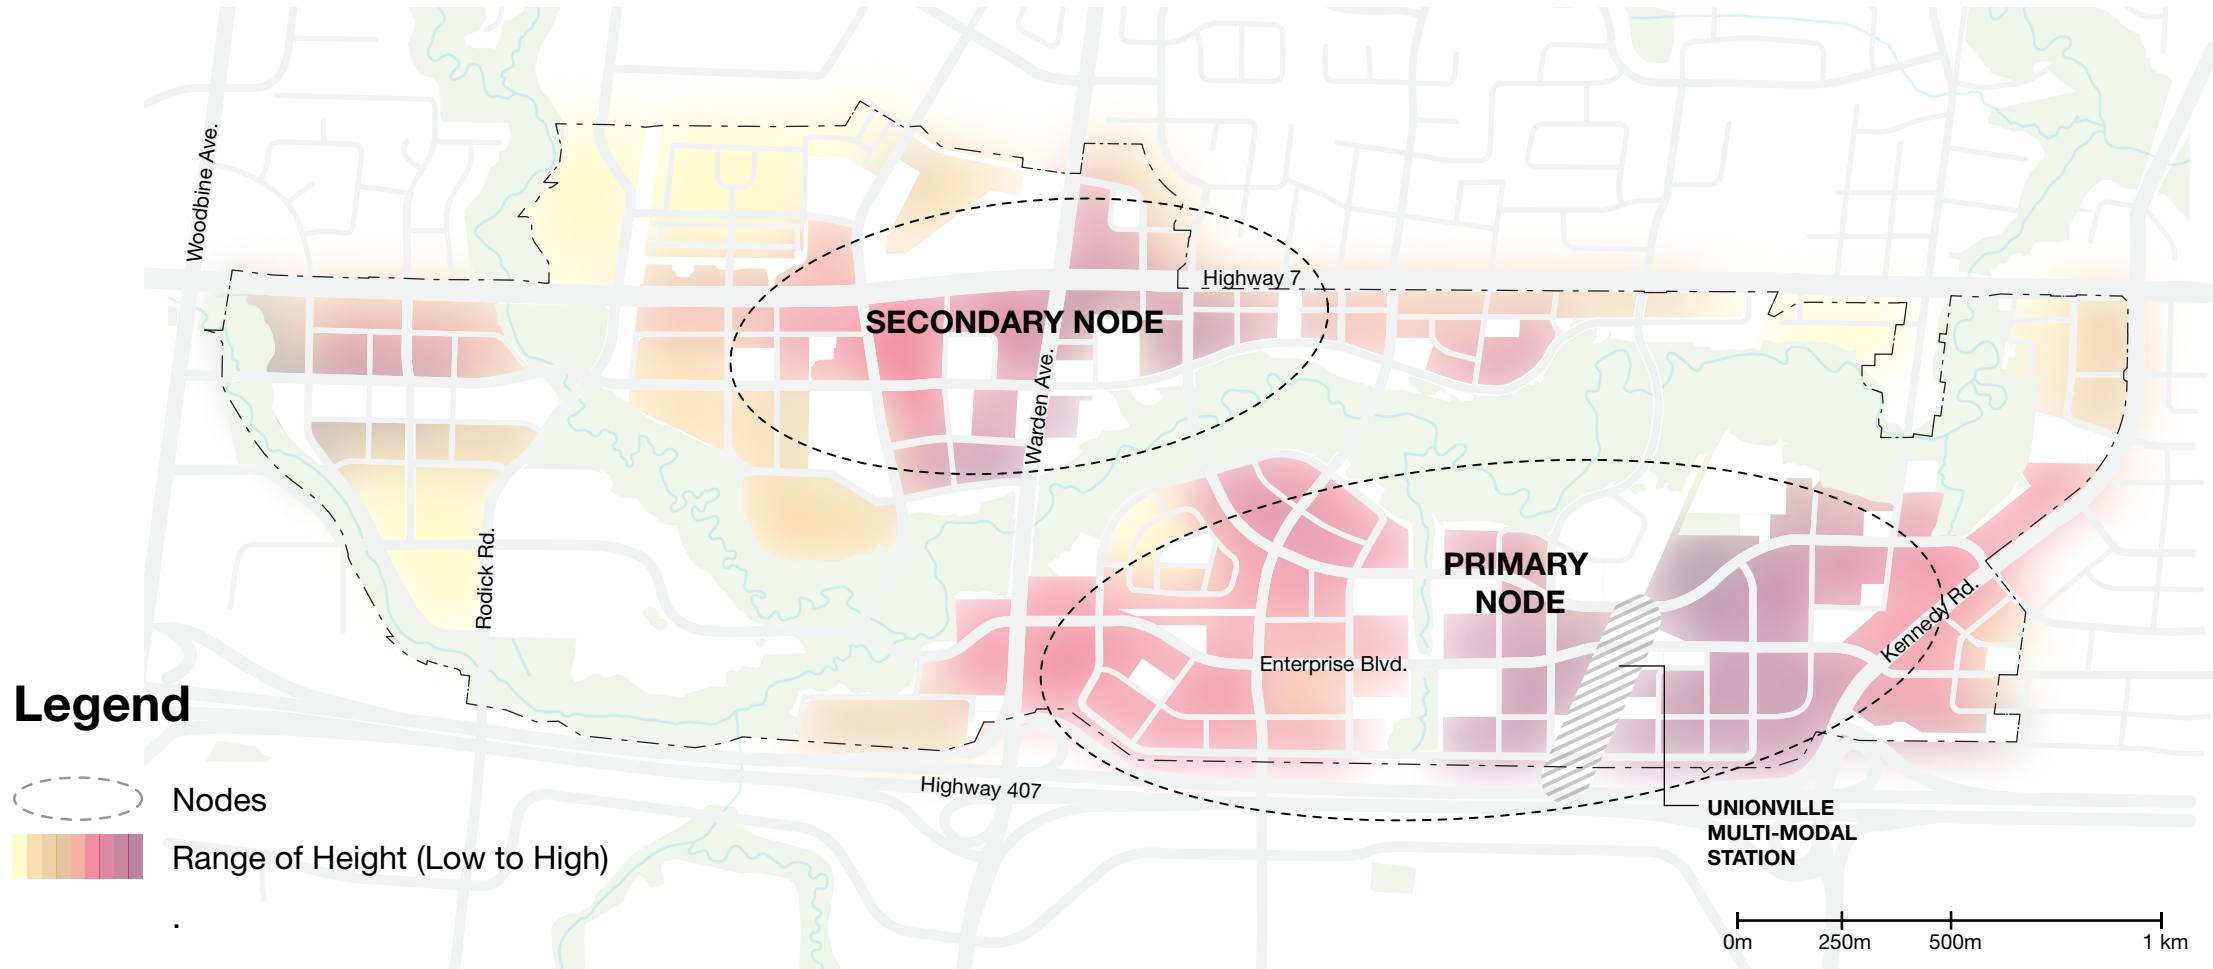 Woodbine Ave.
Highway 7
SECONDARY NODE
Warden Ave.
Rodick Rd.
PRIMARY
NODE
Enterprise Blvd.
Kennedy Rd.
Highway 407
UNIONVILLE
MULTI-MODAL
STATION
Legend
Nodes
Range of Height (Low to High)
.
0m 250m 500m 1 km